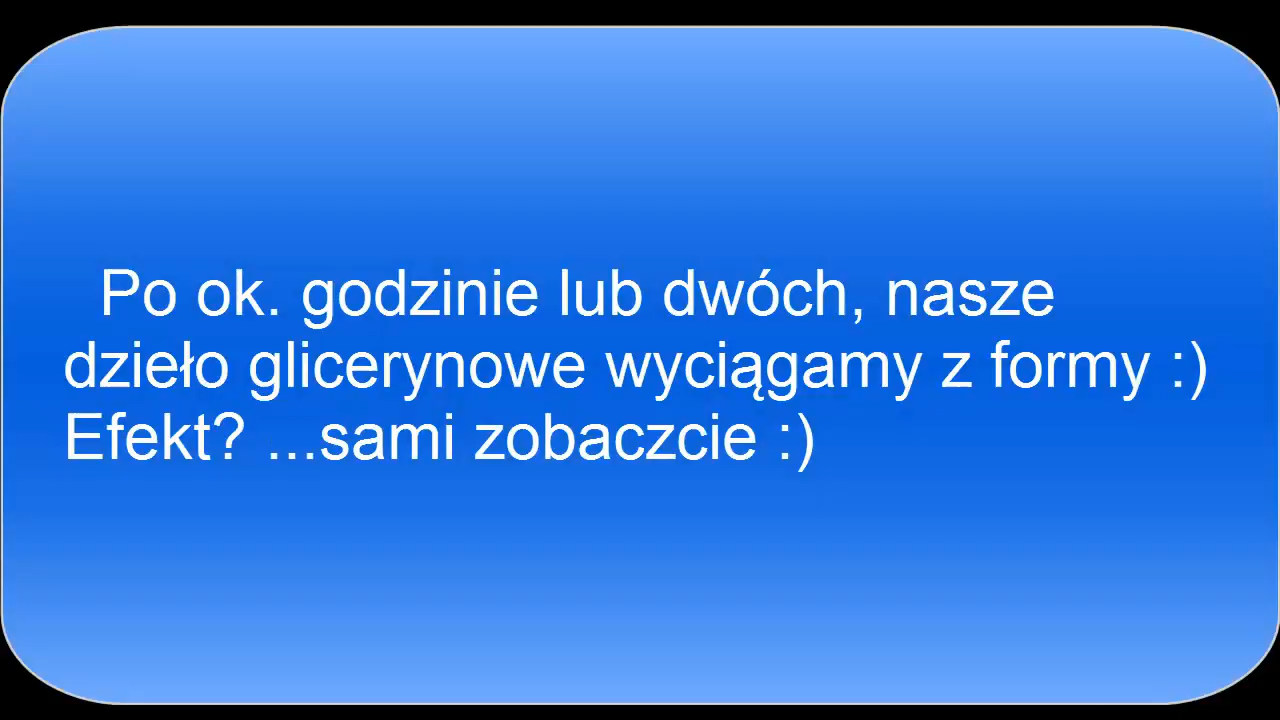 Po ok. godzinie lub dwóch, nasze
dzieło glicerynowe wyciągamy z formy :)
Efekt? ...sami zobaczcie :)